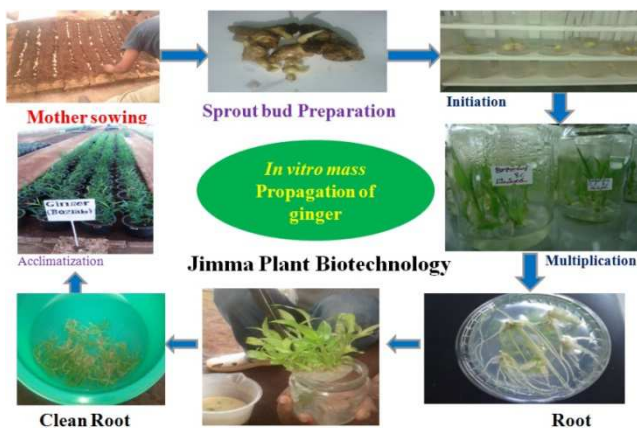 Mother sowing
Sprout bud Preparation
Initiation
Ginger
In vitro mass
Propagation of
ginger
Acclimatization
Jimma Plant Biotechnology
Multiplication
Clean Root
Root